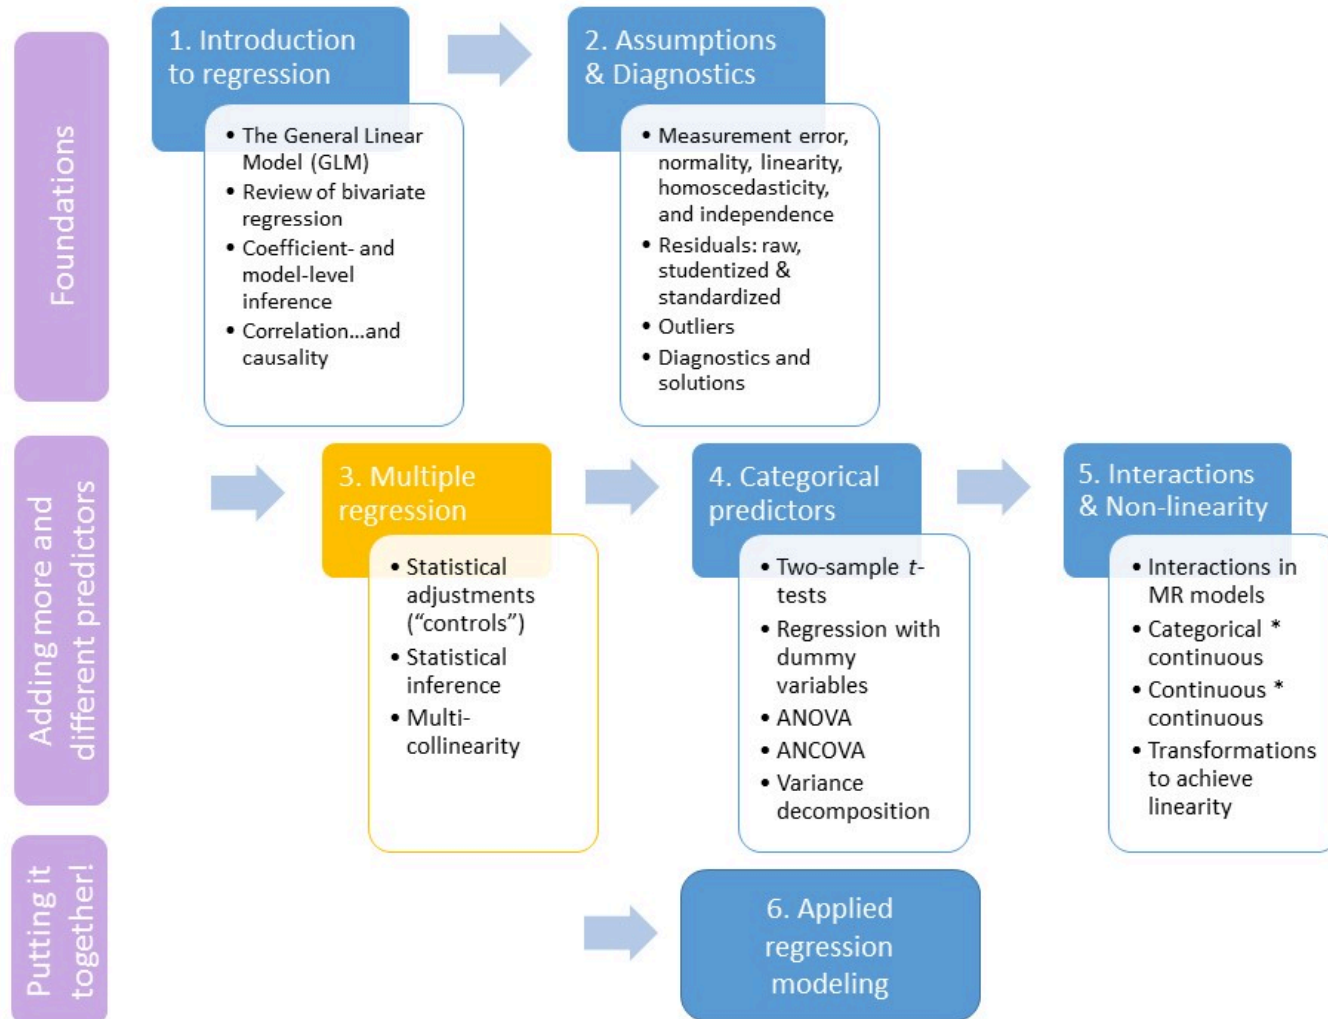 Foundations
1. Introduction
to regression
• The General Linear
Model (GLM)
• Review of bivariate
regression
• Coefficient- and
model-level
inference
• Correlation...and
causality
2. Assumptions
& Diagnostics
• Measurement error,
normality, linearity,
homoscedasticity,
and independence
• Residuals: raw,
studentized &
standardized
• Outliers
• Diagnostics and
solutions
Adding more and
different predictors
3. Multiple
regression
• Statistical
adjustments
(“controls”)
• Statistical
inference
• Multi-
collinearity
4. Categorical
predictors
• Two-sample t-
tests
• Regression with
dummy
variables
• ANOVA
• ANCOVA
• Variance
decomposition
5. Interactions
& Non-linearity
• Interactions in
MR models
• Categorical *
continuous
• Continuous *
continuous
• Transformations
to achieve
linearity
Putting it
together!
6. Applied
regression
modeling